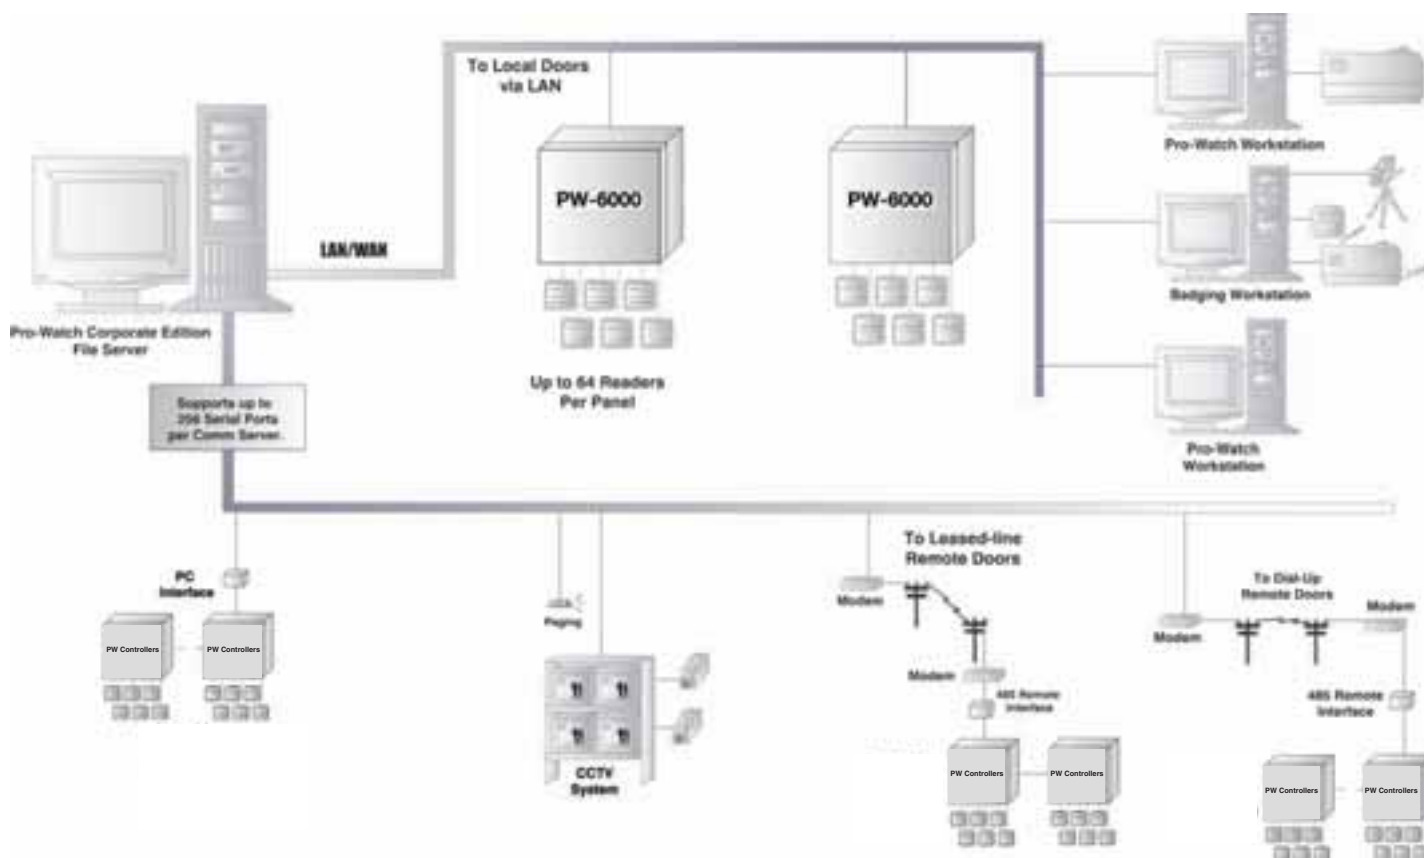 To Local Doors
via LAN
PW-6000
PW-6000
Pro-Watch Workstation
LAN/WAN
Badging Workstation
Pro-Watch Corporate Edition
File Server
Up to 64 Readers
Per Panel
Supports up to
256 Serial Ports
per Comm Server.
Pro-Watch
Workstation
To Leased-line
Remote Doors
PC
Interface
To Dial-Up
Remote Doors
Modem
Modem
Paging
Modem
PW Controllers
PW Controllers
Modem
485 Remote
Interface
485 Remote
Interface
CCTV
System
PW Controllers
PW Controllers
PW Controllers
PW Controllers